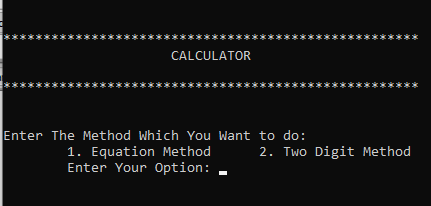 ****************************************************
CALCULATOR
****************************************************
Enter The Method Which You Want to do:
1. Equation Method 2. Two Digit Method
Enter Your Option: